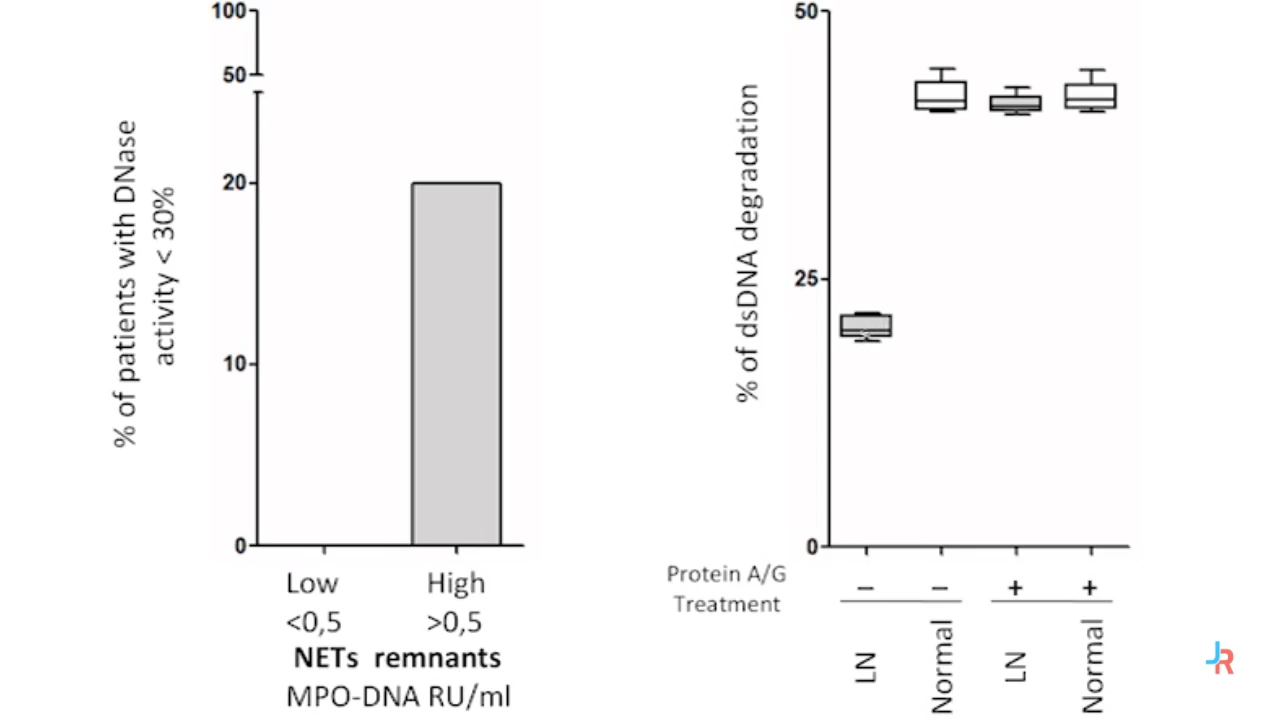 100
50
20
10
0
% of patients with DNase
activity < 30%
Low
High
<0,5
>0,5
NETs remnants
MPO-DNA RU/ml
50
25
0
% of dsDNA degradation
Protein A/G
Treatment
– – + +
LN
Normal
LN
Normal
JR